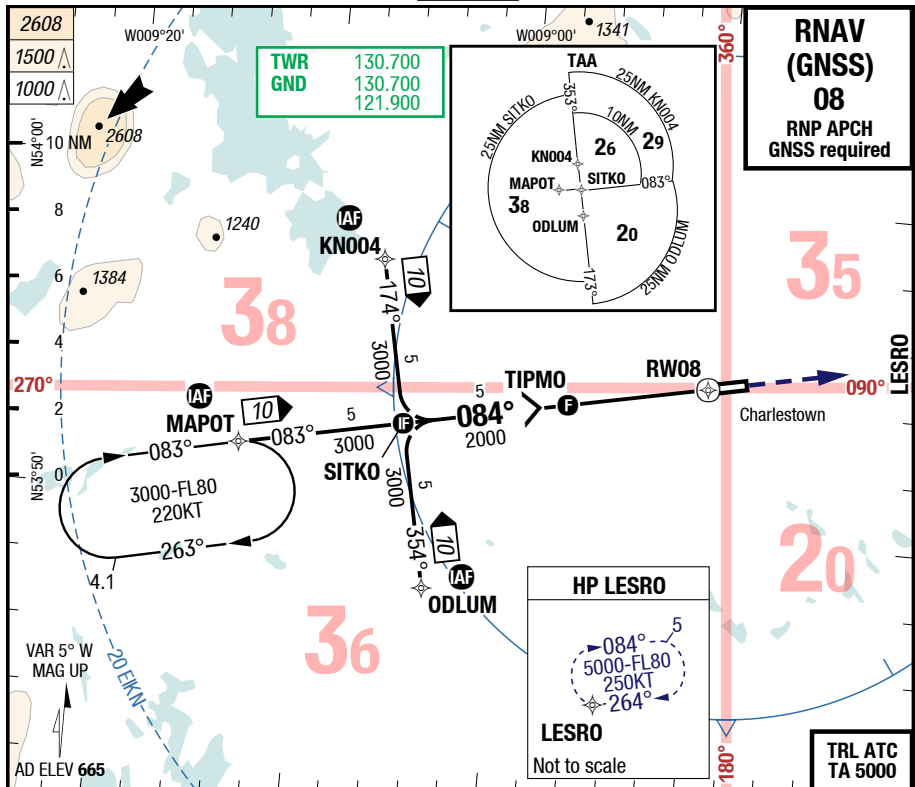 2608
1500
1000
W009°20'
W009°00'
1341
360°
RNAV
(GNSS)
08
RNP APCH
GNSS required
TWR 130.700
GND 130.700
121.900
TAA
25NM SITKO
25NM KN004
25NM ODLUM
353°
10NM
26
29
KN004
MAPOT
SITKO
083°
38
ODLUM
20
173°
N54°00'
10 NM
2608
8
1240
IAF
KN004
6
1384
10
174°
38
35
4
3000
5
270°
TIPMO
5
RW08
090°
LESRO
IAF
2
MAPOT
10
083°
083°
5
3000
IF
084°
2000
F
Charlestown
SITKO
N53°50'
0
3000-FL80
220KT
3000
5
263°
4.1
10
354°
IAF
ODLUM
20
36
HP LESRO
084°
5
5000-FL80
250KT
264°
LESRO
Not to scale
VAR 5° W
MAG UP
20 EIKN
AD ELEV 665
180°
TRL ATC
TA 5000